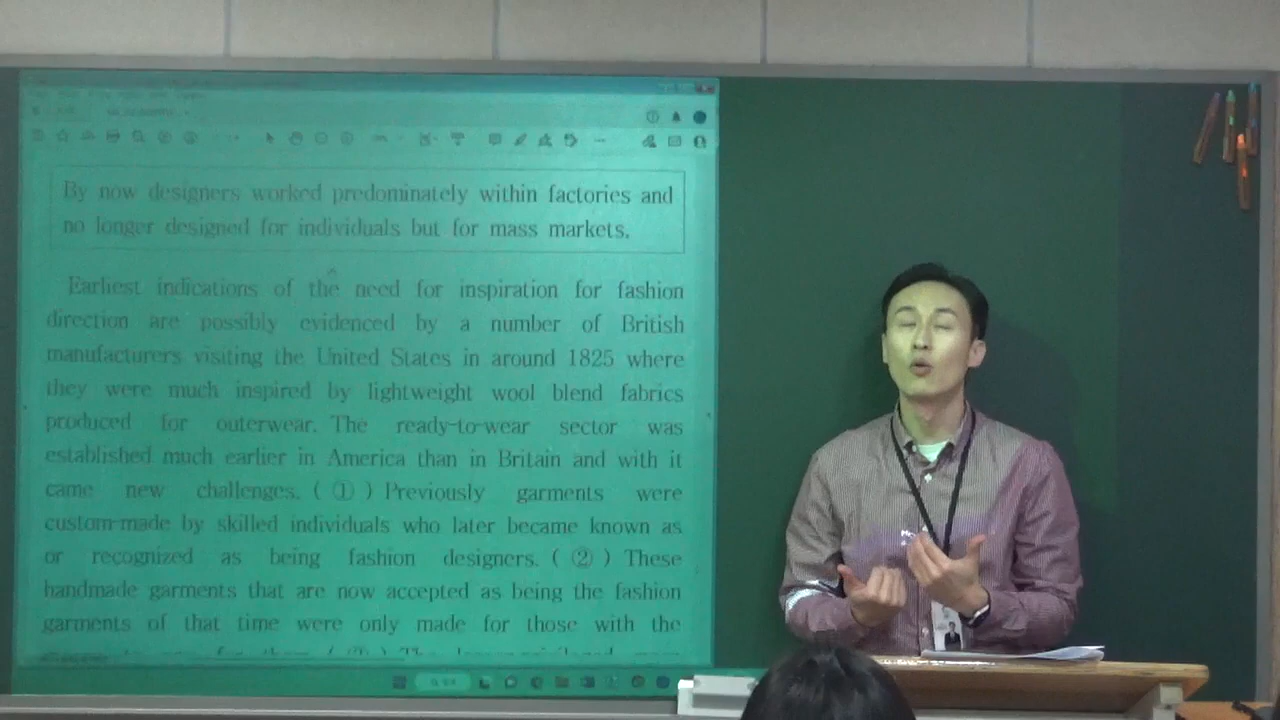 By now designers worked predominately within factories and
no longer designed for individuals but for mass markets.
Earliest indications of the need for inspiration for fashion
direction are possibly evidenced by a number of British
manufacturers visiting the United States in around 1825 where
they were much inspired by lightweight wool blend fabrics
produced for outerwear. The ready-to-wear sector was
established much earlier in America than in Britain and with it
came new challenges. ( ① ) Previously garments were
custom-made by skilled individuals who later became known as
or recognized as being fashion designers. ( ② ) These
handmade garments that are now accepted as being the fashion
garments of that time were only made for those with the